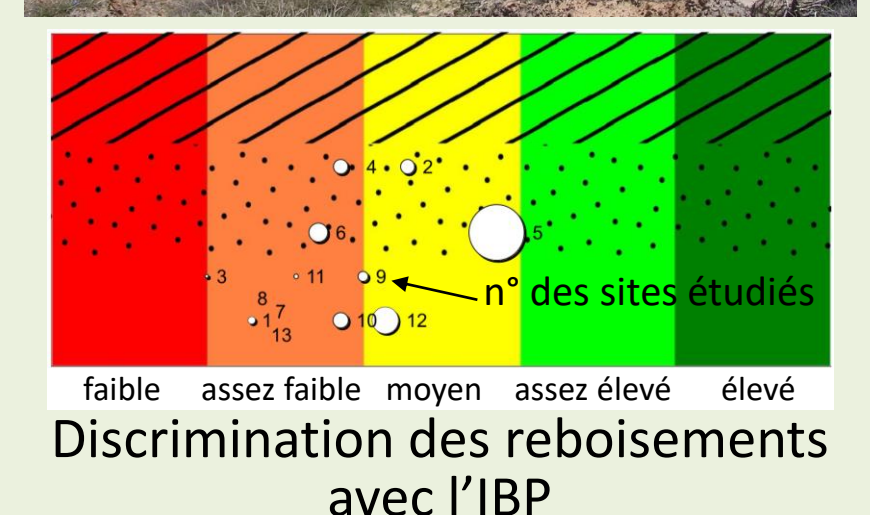 4 2
6 5
3 11 9
n° des sites étudiés
8 7
1 10 12
13
faible assez faible moyen assez élevé élevé
Discrimination des reboisements
avec l’IBP